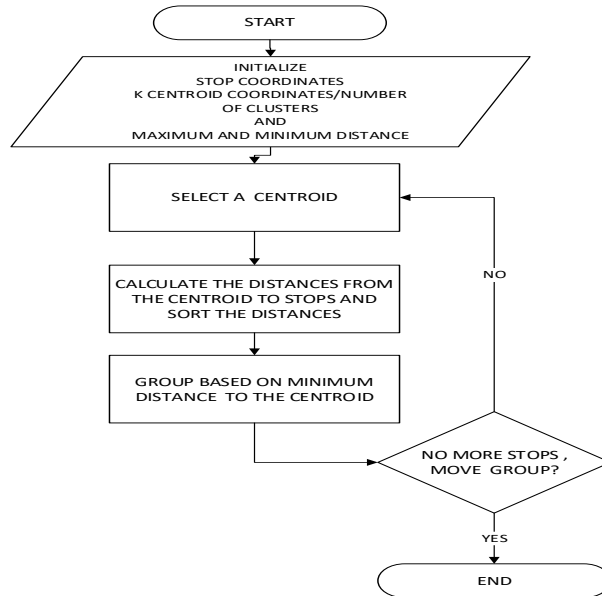 START
INITIALIZE
STOP COORDINATES
K CENTROID COORDINATES/NUMBER
OF CLUSTERS
AND
MAXIMUM AND MINIMUM DISTANCE
SELECT A CENTROID
CALCULATE THE DISTANCES FROM
THE CENTROID TO STOPS AND
SORT THE DISTANCES
NO
GROUP BASED ON MINIMUM
DISTANCE TO THE CENTROID
NO MORE STOPS ,
MOVE GROUP?
YES
END